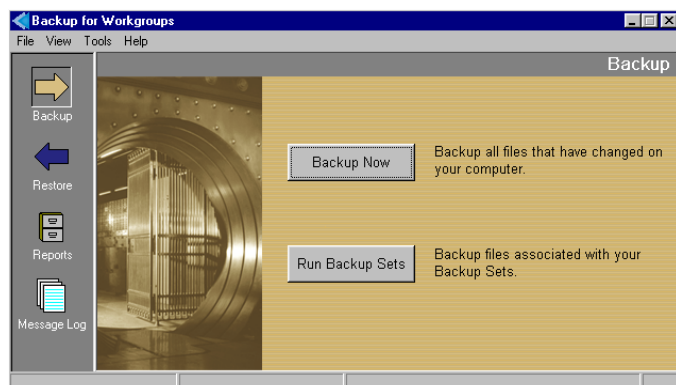 Backup for Workgroups
File View Tools Help
Backup
Backup
Restore
Reports
Message Log
Backup Now
Backup all files that have changed on
your computer.
Run Backup Sets
Backup files associated with your
Backup Sets.